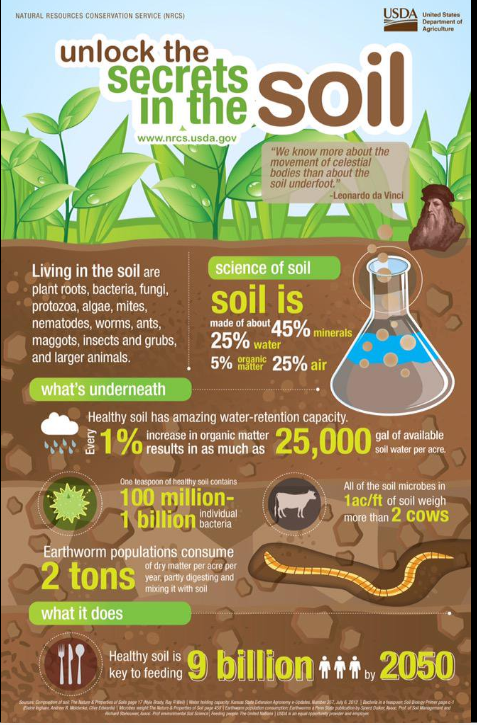 NATURAL RESOURCES CONSERVATION SERVICE (NRCS)
USDA
United States
Department of
Agriculture
unlock the
secrets
in the
soil
www.nrcs.usda.gov
"We know more about the
movement of celestial
bodies than about the
soil underfoot."
-Leonardo da Vinci
Living in the soil are
plant roots, bacteria, fungi,
protozoa, algae, mites,
nematodes, worms, ants,
maggots, insects and grubs,
and larger animals.
science of soil
soil is
made of about 45% minerals
25% water
5% organic matter 25% air
what's underneath
Healthy soil has amazing water-retention capacity.
Every 1% increase in organic matter
results in as much as 25,000 gal of available
soil water per acre.
One teaspoon of healthy soil contains
100 million-
1 billion individual
bacteria
All of the soil microbes in
1ac/ft of soil weigh
more than 2 cows
Earthworm populations consume
2 tons of dry matter per acre per
year, partly digesting and
mixing it with soil
what it does
Healthy soil is
key to feeding 9 billion by 2050